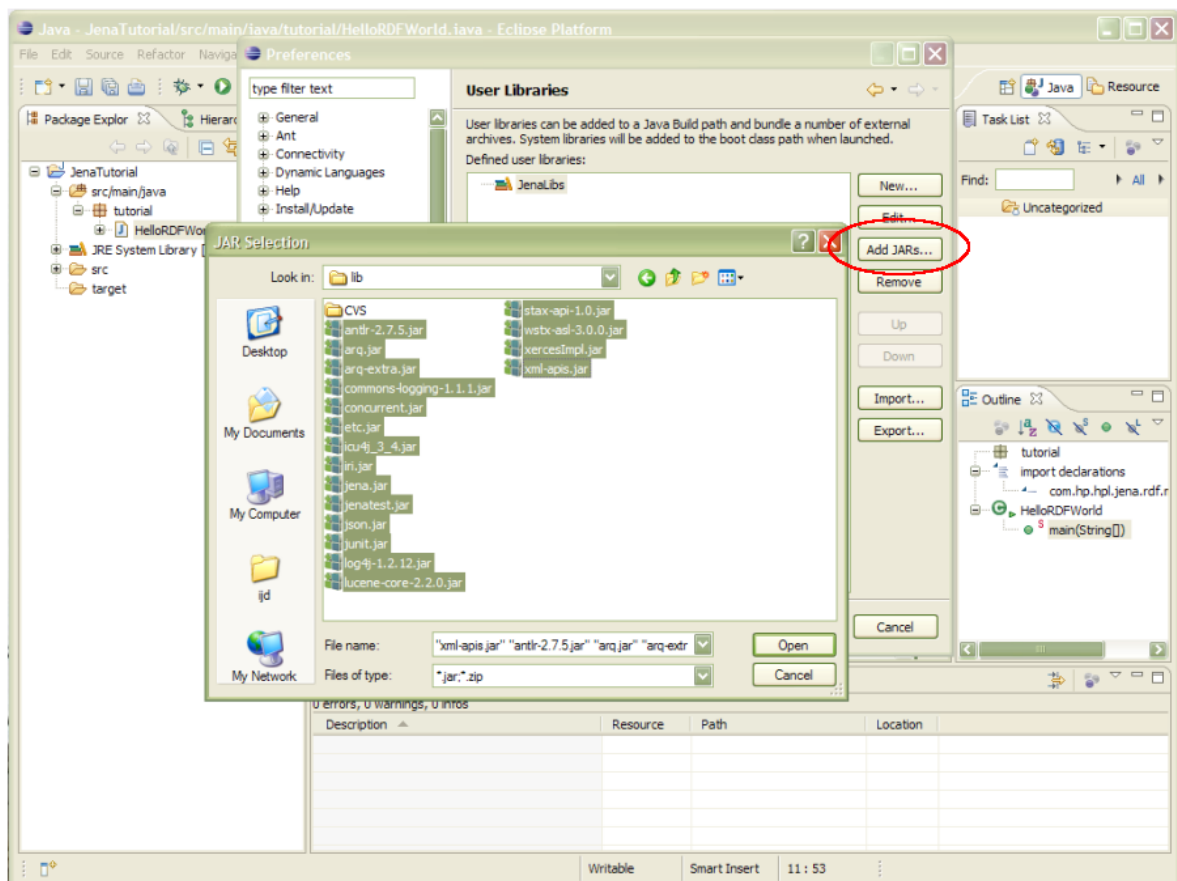 Java - JenaTutorial/src/main/java/tutorial/HelloRDFWorld.java - Eclipse Platform
File Edit Source Refactor Naviga
Preferences
type filter text
User Libraries
Java
Resource
Package Explor
Hierarc
General
Ant
Connectivity
Dynamic Languages
Help
Install/Update
User libraries can be added to a Java Build path and bundle a number of external
archives. System libraries will be added to the boot class path when launched.
Defined user libraries:
JenaLibs
New...
Edit...
Add JARs...
Remove
Up
Down
Import...
Export...
Cancel
Task List
Find:
All
Uncategorized
JenaTutorial
src/main/java
tutorial
HelloRDFWor
JRE System Library [
src
target
JAR Selection
Look in:
lib
Desktop
My Documents
My Computer
ijd
My Network
CVS
antlr-2.7.5.jar
arq.jar
arq-extra.jar
commons-logging-1.1.1.jar
concurrent.jar
etc.jar
icu4j_3_4.jar
iri.jar
jena.jar
jenatest.jar
json.jar
junit.jar
log4j-1.2.12.jar
lucene-core-2.2.0.jar
stax-api-1.0.jar
wstx-asl-3.0.0.jar
xercesImpl.jar
xml-apis.jar
File name:
"xml-apis.jar" "antlr-2.7.5.jar" "arq.jar" "arq-extr
Open
Files of type:
*.jar;*.zip
Cancel
Outline
tutorial
import declarations
com.hp.hpl.jena.rdf.r
HelloRDFWorld
main(String[])
0 errors, 0 warnings, 0 infos
Description
Resource
Path
Location
Writable
Smart Insert
11 : 53